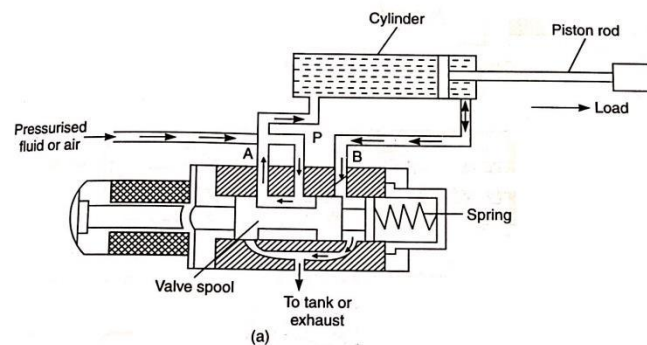 Cylinder
Piston rod
Load
Pressurised
fluid or air
P
A
B
Spring
Valve spool
To tank or
exhaust
(a)